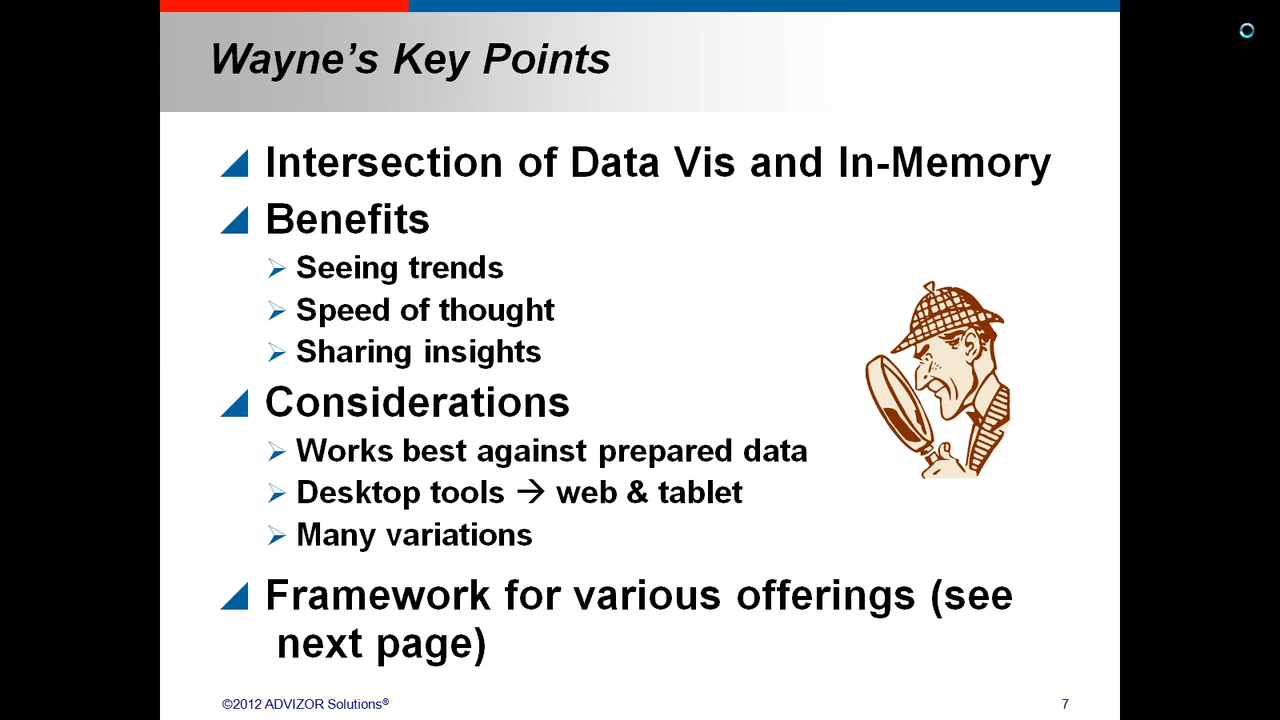 Wayne's Key Points
Intersection of Data Vis and In-Memory
Benefits
Seeing trends
Speed of thought
Sharing insights
Considerations
Works best against prepared data
Desktop tools → web & tablet
Many variations
Framework for various offerings (see
next page)
©2012 ADVIZOR Solutions®
7